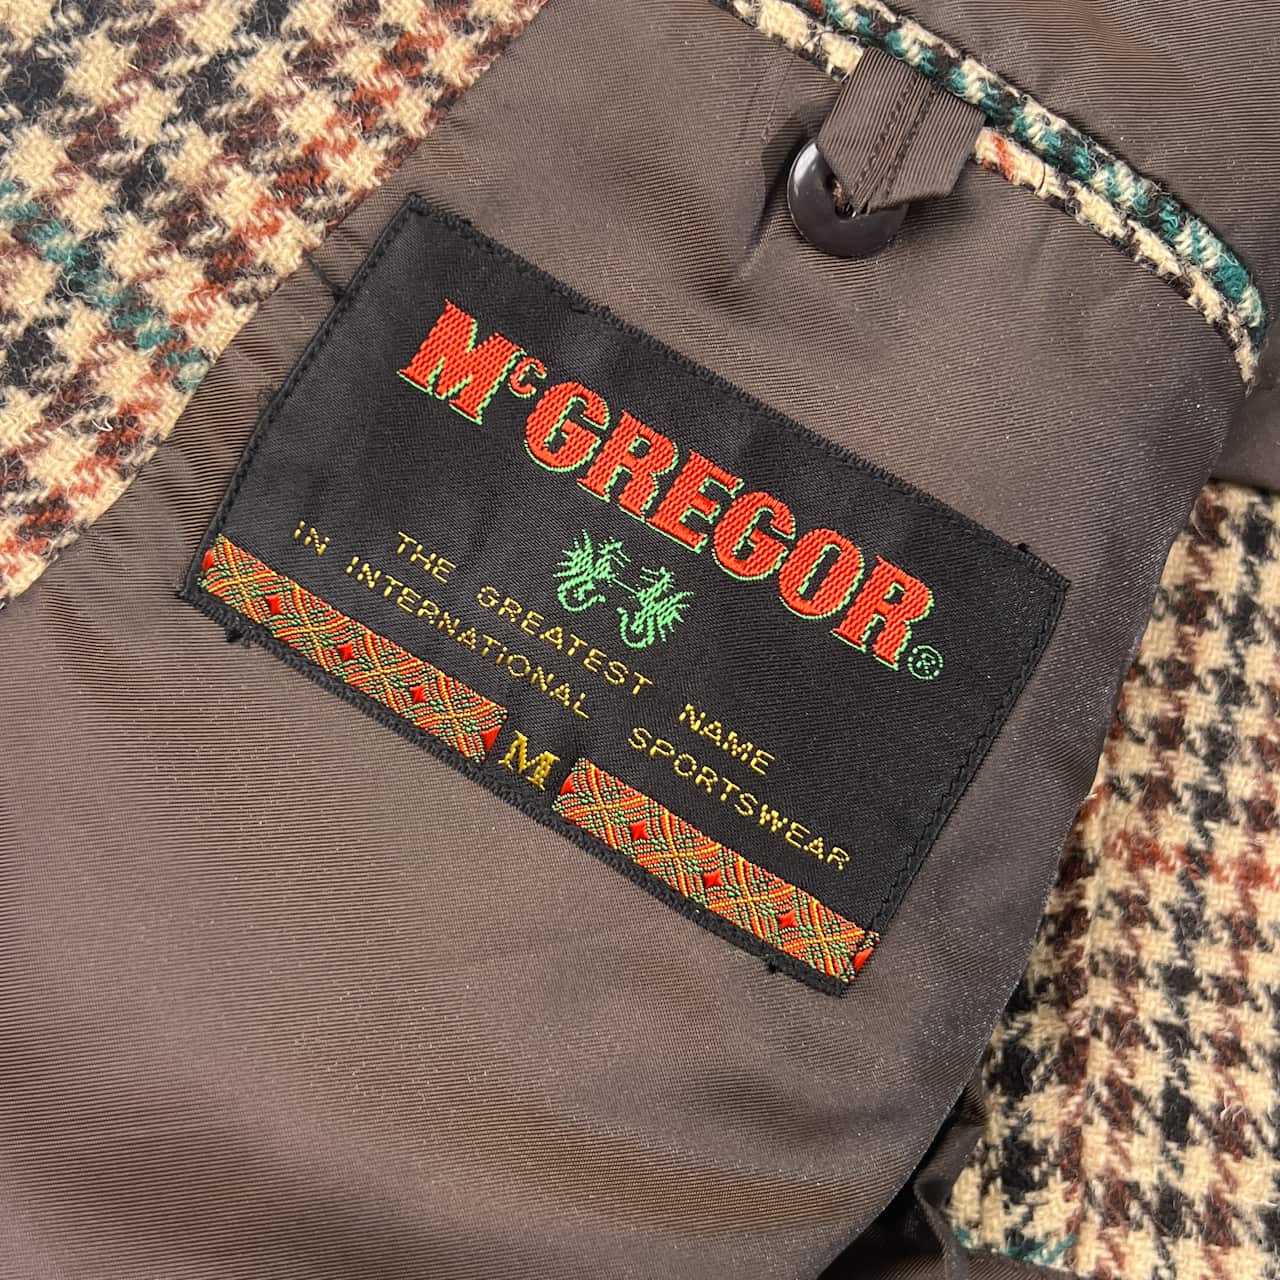 McGREGOR®
THE GREATEST NAME
IN INTERNATIONAL SPORTSWEAR
M